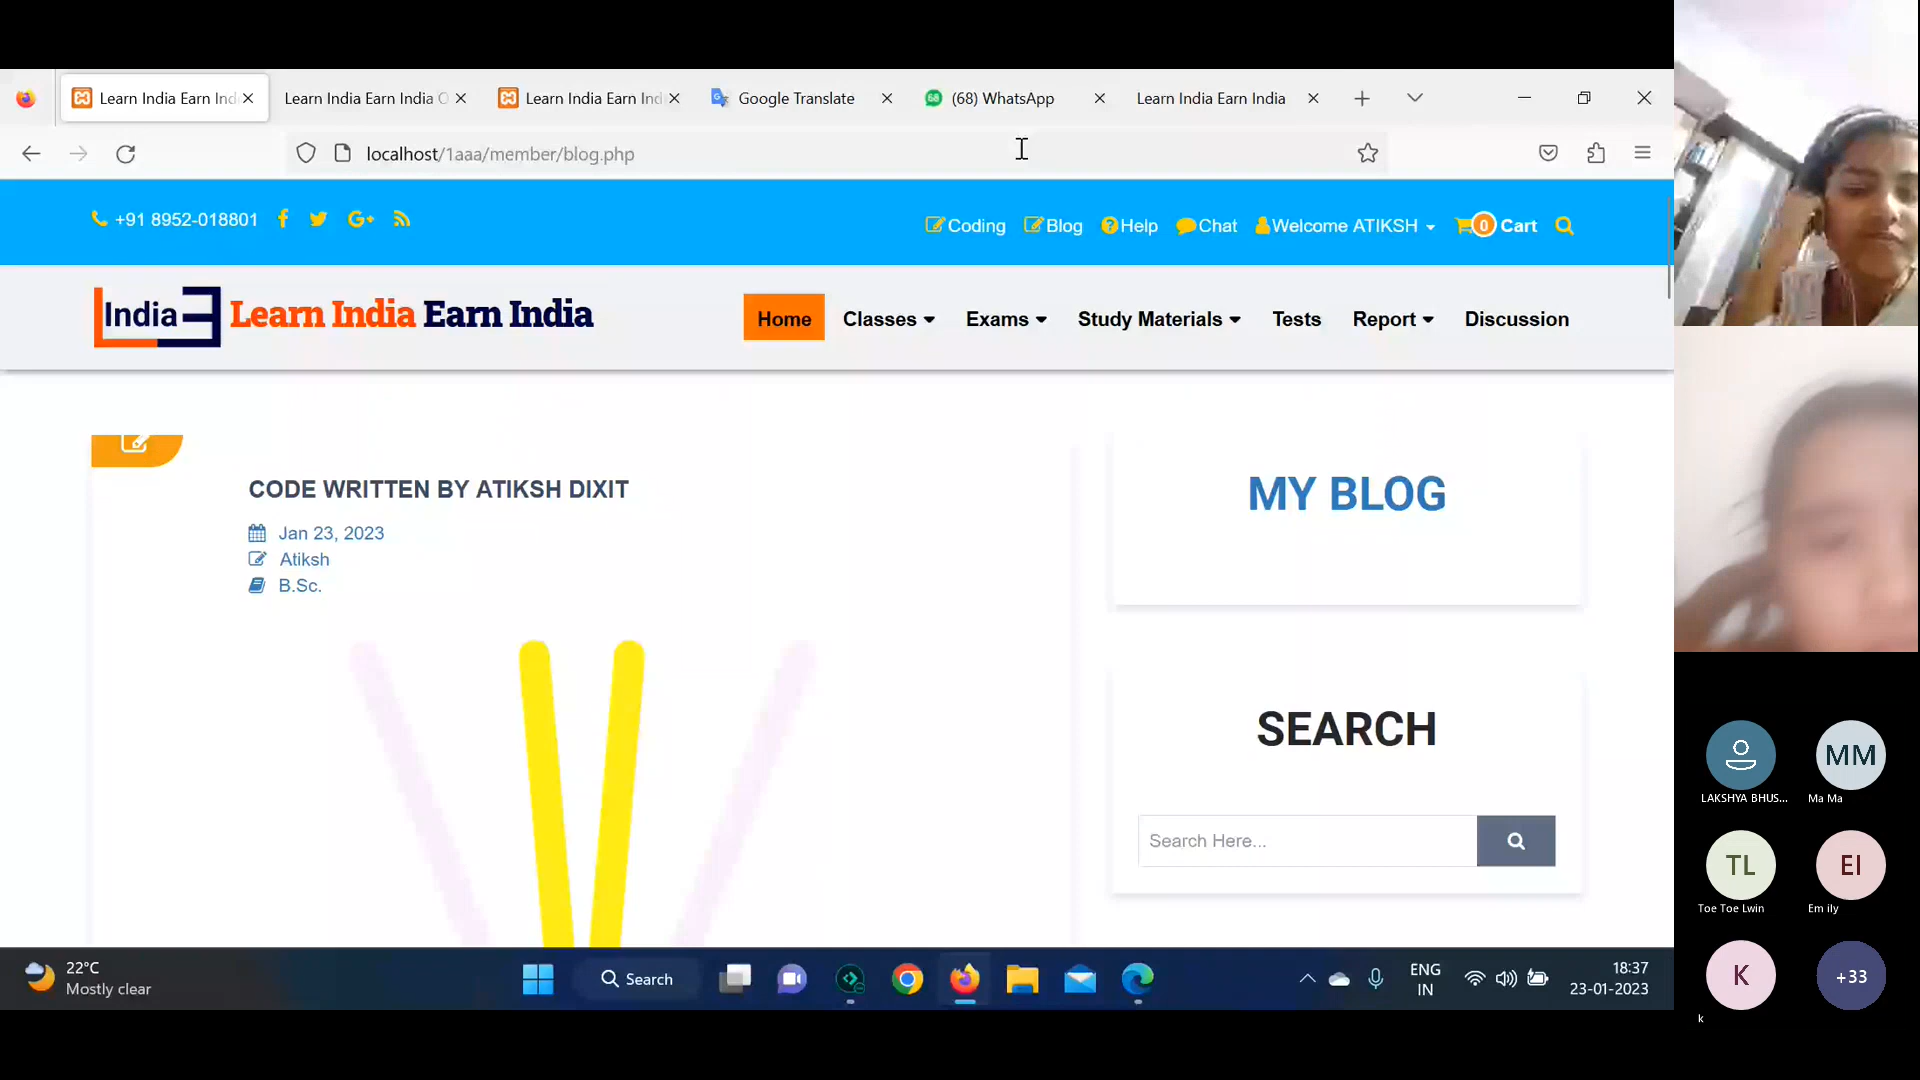 Learn India Earn Ind
Learn India Earn India O
Learn India Earn Ind
Google Translate
68
(68) WhatsApp
Learn India Earn India
localhost/1aaa/member/blog.php
+91 8952-018801
Coding
Blog
Help
Chat
Welcome ATIKSH
0
Cart
India
Learn India Earn India
Home
Classes
Exams
Study Materials
Tests
Report
Discussion
CODE WRITTEN BY ATIKSH DIXIT
Jan 23, 2023
Atiksh
B.Sc.
MY BLOG
SEARCH
Search Here...
LAKSHYA BHUS...
MM
Ma Ma
TL
Toe Toe Lwin
EI
Em ily
K
k
+33
22°C
Mostly clear
Search
ENG
IN
18:37
23-01-2023